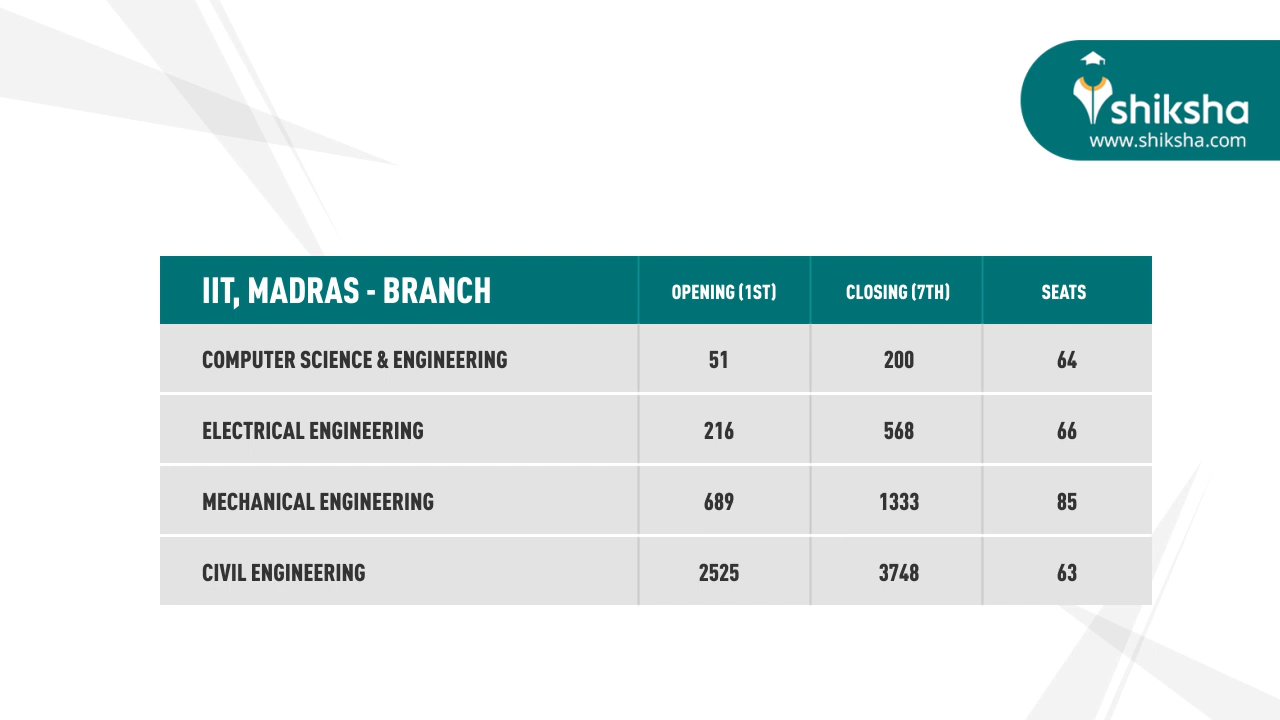 shiksha
www.shiksha.com
IIT, MADRAS - BRANCH OPENING (1ST) CLOSING (7TH) SEATS
COMPUTER SCIENCE & ENGINEERING 51 200 64
ELECTRICAL ENGINEERING 216 568 66
MECHANICAL ENGINEERING 689 1333 85
CIVIL ENGINEERING 2525 3748 63